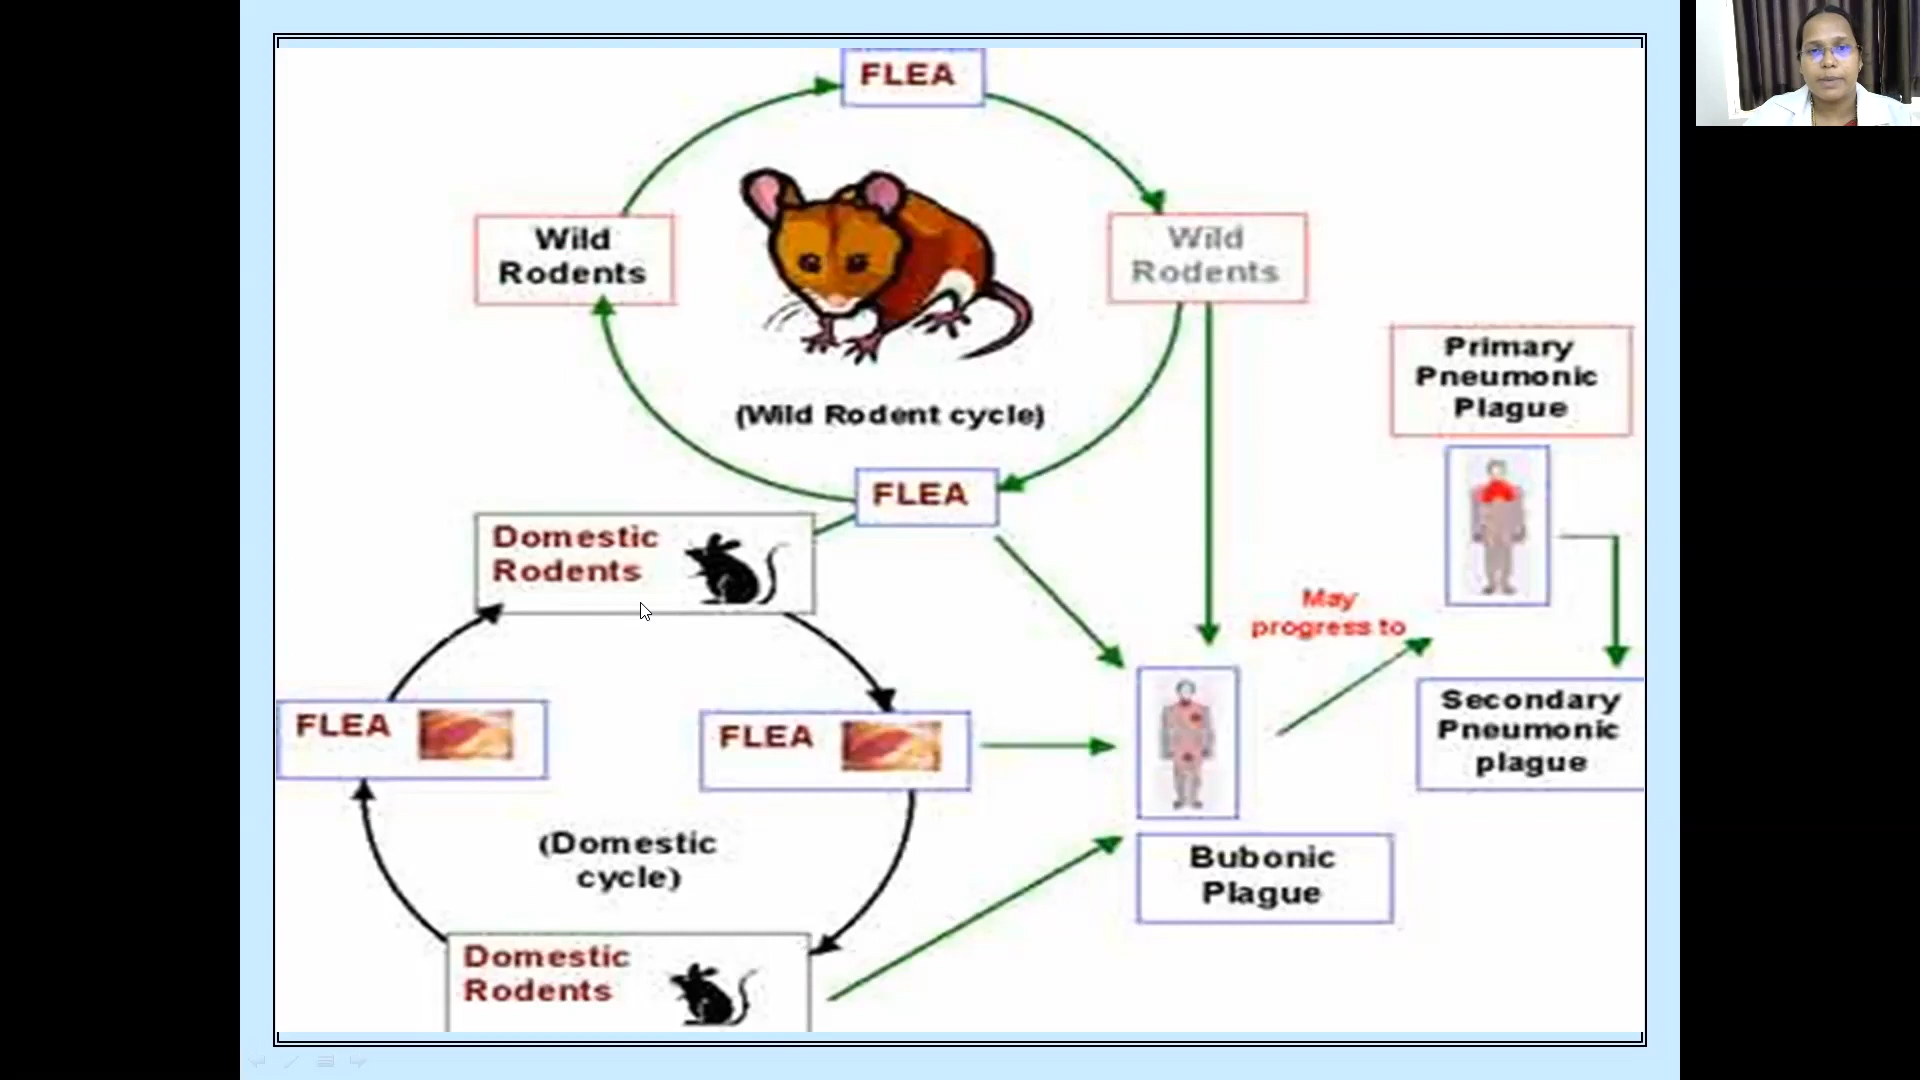 FLEA
Wild
Rodents
Wild
Rodents
Primary
Pneumonic
Plague
(Wild Rodent cycle)
FLEA
Domestic
Rodents
May
progress to
FLEA
FLEA
Secondary
Pneumonic
plague
(Domestic
cycle)
Bubonic
Plague
Domestic
Rodents